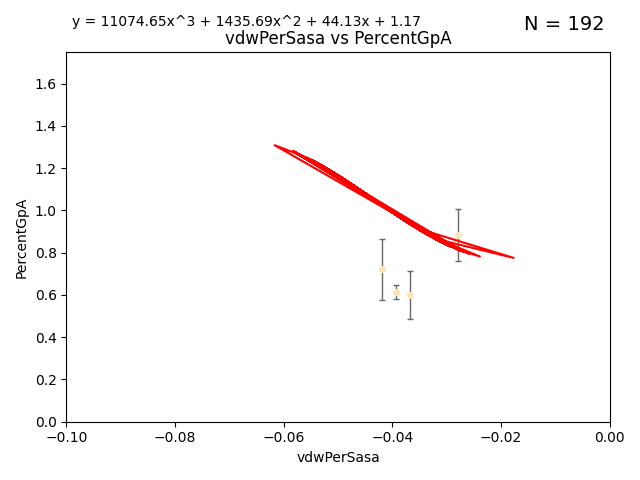 y = 11074.65x^3 + 1435.69x^2 + 44.13x + 1.17
N = 192
vdwPerSasa vs PercentGpA
PercentGpA
1.6
1.4
1.2
1.0
0.8
0.6
0.4
0.2
0.0
−0.10 −0.08 −0.06 −0.04 −0.02 0.00
vdwPerSasa